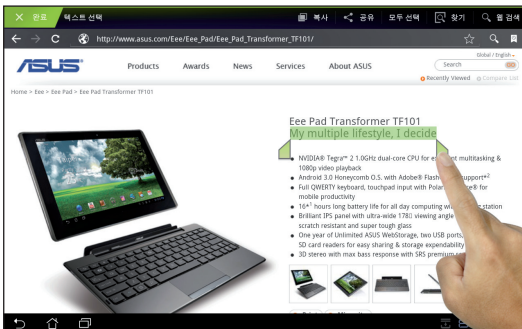 완료 텍스트 선택 복사 공유 모두 선택 찾기 웹 검색
http://www.asus.com/Eee/Eee_Pad/Eee_Pad_Transformer_TF101/
Global / English
ASUS Products Awards News Services About ASUS Search
Recently Viewed Compare List
Home > Eee > Eee Pad > Eee Pad Transformer TF101
Eee Pad Transformer TF101
My multiple lifestyle, I decide
NVIDIA® Tegra™ 2 1.0GHz dual-core CPU for multitasking &
1080p video playback
Android 3.0 Honeycomb O.S. with Adobe® Flash support*2
Full QWERTY keyboard, touchpad input with Polar for
mobile productivity
16*1 hours long battery life for all day computing station
Brilliant IPS panel with ultra-wide 178 viewing angle
scratch resistant and super tough glass
One year of Unlimited ASUS WebStorage, two USB ports,
SD card readers for easy sharing & storage expendability
3D stereo with max bass response with SRS premium